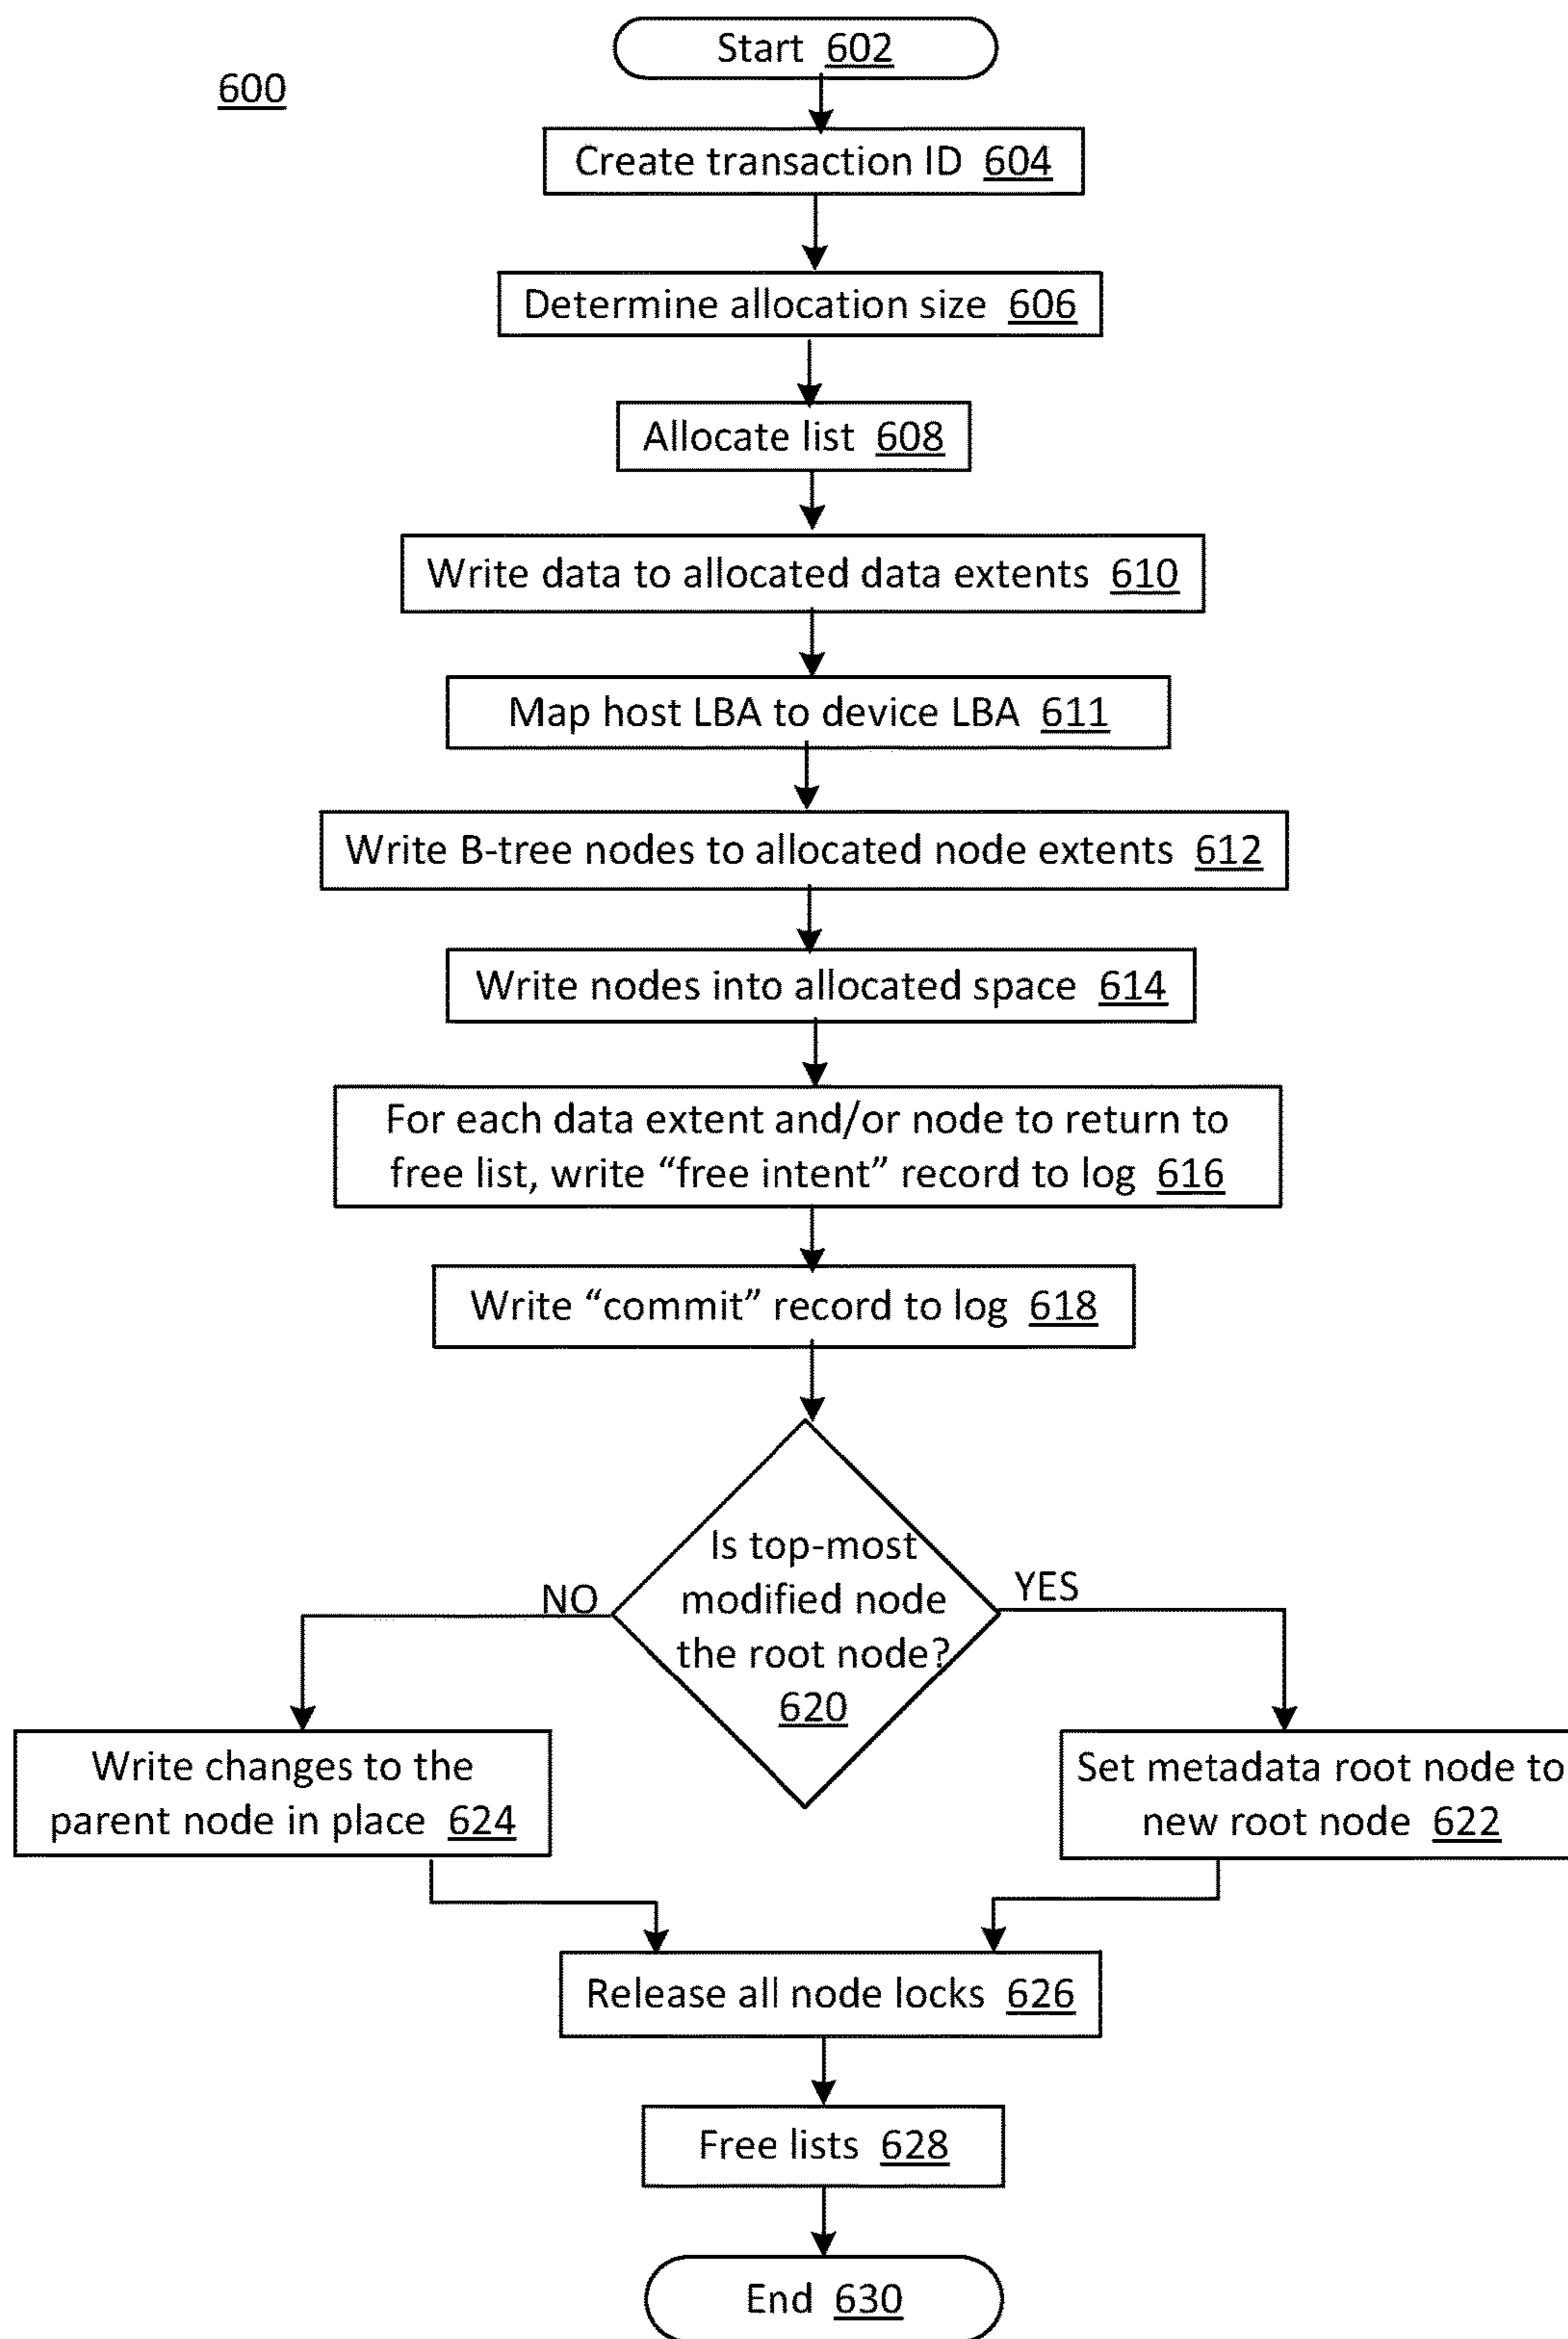 Start 602
600
Create transaction ID 604
Determine allocation size 606
Allocate list 608
Write data to allocated data extents 610
Map host LBA to device LBA 611
Write B-tree nodes to allocated node extents 612
Write nodes into allocated space 614
For each data extent and/or node to return to
free list, write “free intent” record to log 616
Write “commit” record to log 618
Is top-most
modified node
the root node?
620
NO
YES
Write changes to the
parent node in place 624
Set metadata root node to
new root node 622
Release all node locks 626
Free lists 628
End 630